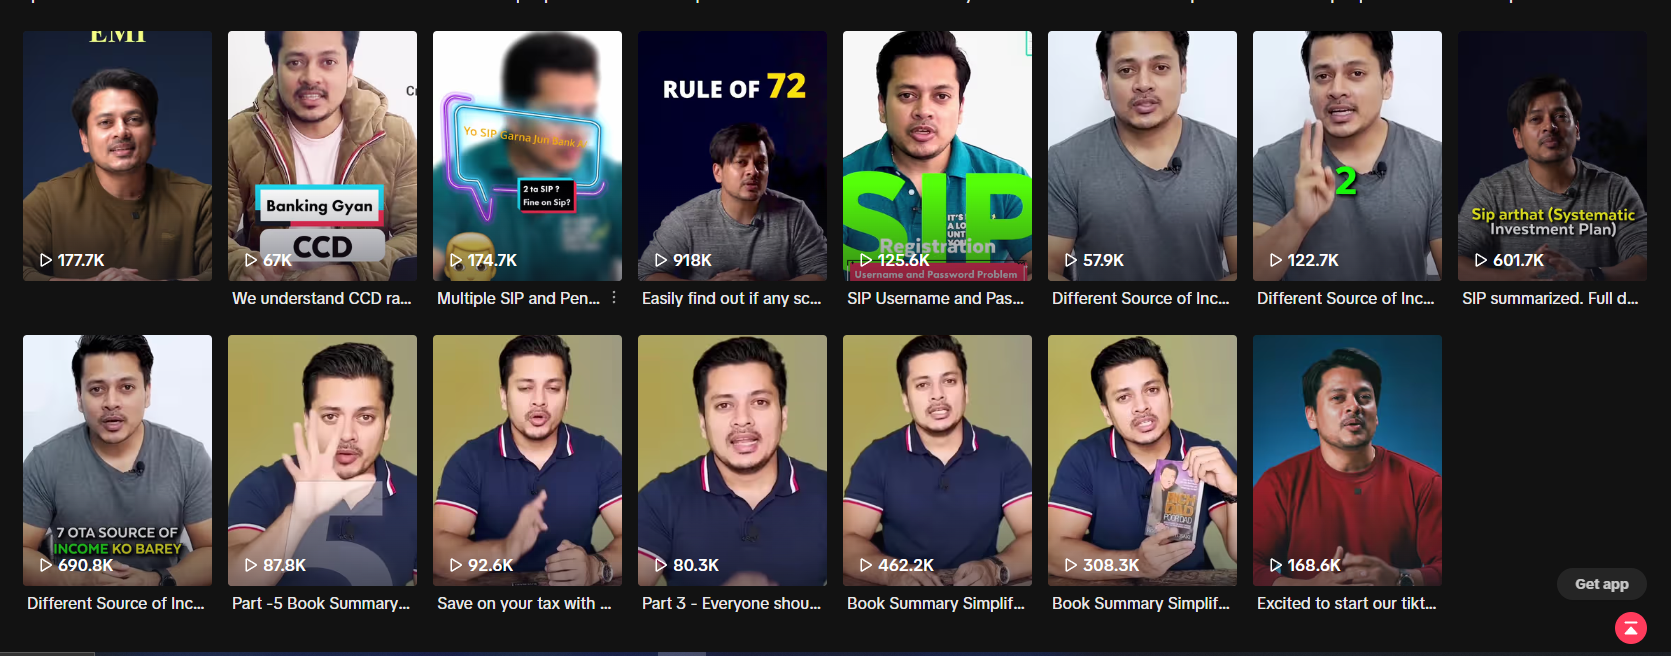 EMI
177.7K
Banking Gyan
CCD
67K
We understand CCD ra...
Yo SIP Garna Jun Bank A
2 ta SIP ?
Fine on Sip?
174.7K
Multiple SIP and Pen...
RULE OF 72
918K
Easily find out if any sc...
SIP
IT'S
A LO
UNT
YOU
Registration
125.6K
Username and Password Problem
SIP Username and Pas...
57.9K
Different Source of Inc...
2
122.7K
Different Source of Inc...
Sip arthat (Systematic
Investment Plan)
601.7K
SIP summarized. Full d...
7 OTA SOURCE OF
INCOME KO BAREY
690.8K
Different Source of Inc...
5
87.8K
Part -5 Book Summary...
92.6K
Save on your tax with ...
80.3K
Part 3 - Everyone shou...
462.2K
Book Summary Simplif...
RICH
DAD
POOR DAD
308.3K
Book Summary Simplif...
168.6K
Excited to start our tikt...
Get app